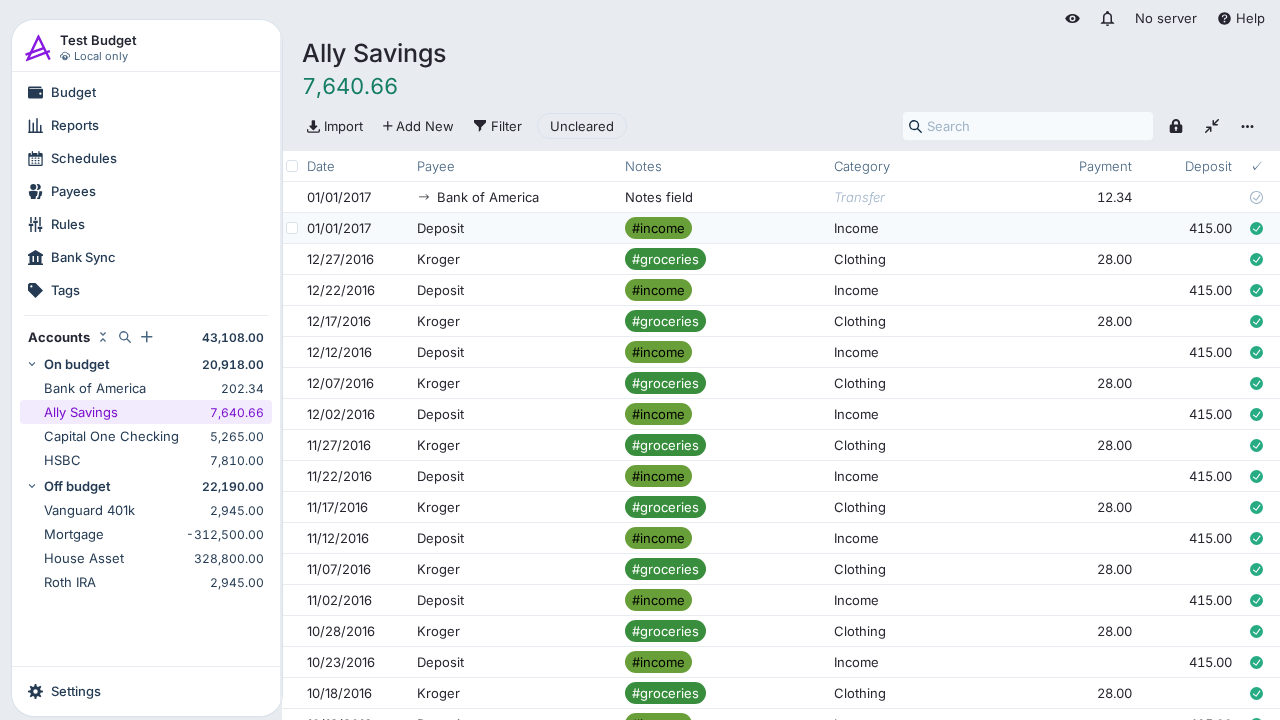 No server
Help
Test Budget
Local only
Budget
Reports
Schedules
Payees
Rules
Bank Sync
Tags
Accounts 43,108.00
On budget 20,918.00
Bank of America 202.34
Ally Savings 7,640.66
Capital One Checking 5,265.00
HSBC 7,810.00
Off budget 22,190.00
Vanguard 401k 2,945.00
Mortgage -312,500.00
House Asset 328,800.00
Roth IRA 2,945.00
Settings
Ally Savings
7,640.66
Import Add New Filter Uncleared Search
Date Payee Notes Category Payment Deposit ✓
01/01/2017 → Bank of America Notes field Transfer 12.34
01/01/2017 Deposit #income Income 415.00
12/27/2016 Kroger #groceries Clothing 28.00
12/22/2016 Deposit #income Income 415.00
12/17/2016 Kroger #groceries Clothing 28.00
12/12/2016 Deposit #income Income 415.00
12/07/2016 Kroger #groceries Clothing 28.00
12/02/2016 Deposit #income Income 415.00
11/27/2016 Kroger #groceries Clothing 28.00
11/22/2016 Deposit #income Income 415.00
11/17/2016 Kroger #groceries Clothing 28.00
11/12/2016 Deposit #income Income 415.00
11/07/2016 Kroger #groceries Clothing 28.00
11/02/2016 Deposit #income Income 415.00
10/28/2016 Kroger #groceries Clothing 28.00
10/23/2016 Deposit #income Income 415.00
10/18/2016 Kroger #groceries Clothing 28.00